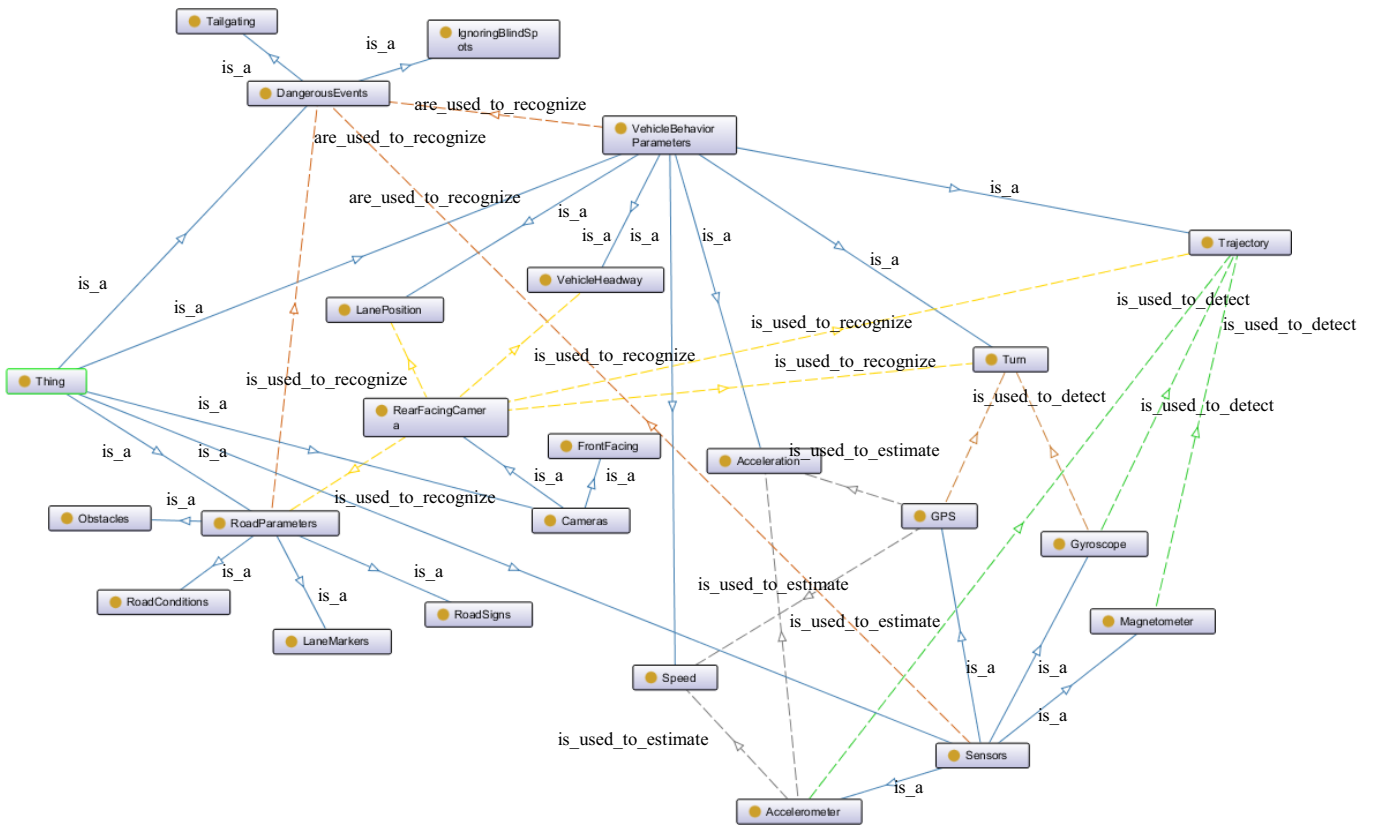 Tailgating
IgnoringBlindSp
ots
is_a
is_a
DangerousEvents
are_used_to_recognize
VehicleBehavior
Parameters
are_used_to_recognize
is_a
are_used_to_recognize
is_a
is_a
is_a
is_a
Trajectory
is_a
VehicleHeadway
is_a
is_used_to_detect
is_a
LanePosition
is_used_to_recognize
is_used_to_detect
is_used_to_recognize
is_used_to_recognize
Turn
Thing
is_used_to_recognize
is_a
RearFacingCamer
a
is_used_to_detect
is_used_to_detect
FrontFacing
is_a
is_a
is_used_to_estimate
Acceleration
is_a
is_a
is_a
is_used_to_recognize
Obstacles
RoadParameters
Cameras
GPS
Gyroscope
is_a
is_a
is_used_to_estimate
is_a
RoadConditions
RoadSigns
is_used_to_estimate
Magnetometer
LaneMarkers
is_a
is_a
Speed
is_a
is_used_to_estimate
Sensors
is_a
Accelerometer